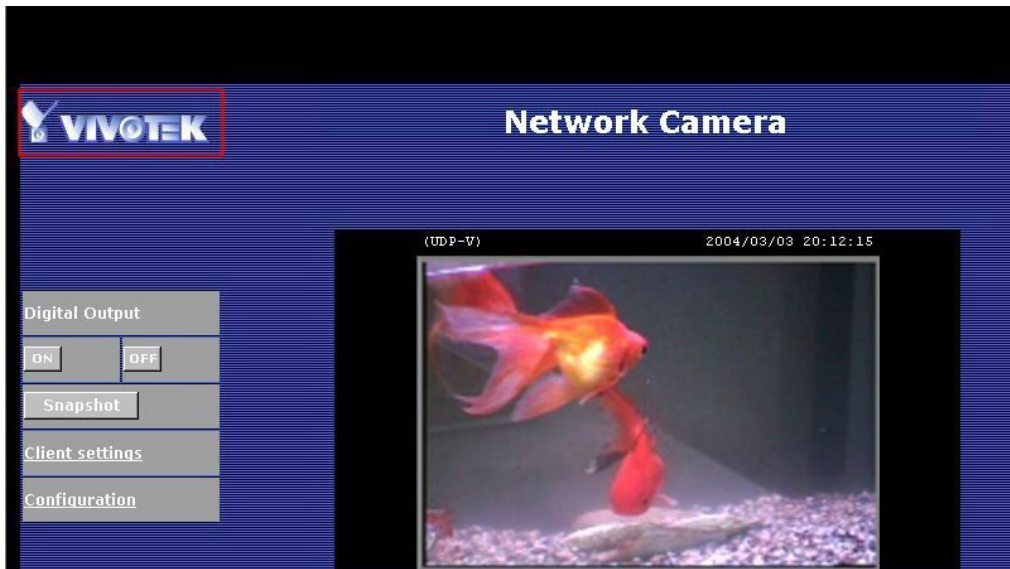 VIVOTEK
Network Camera
(UDP-V) 2004/03/03 20:12:15
Digital Output
ON OFF
Snapshot
Client settings
Configuration